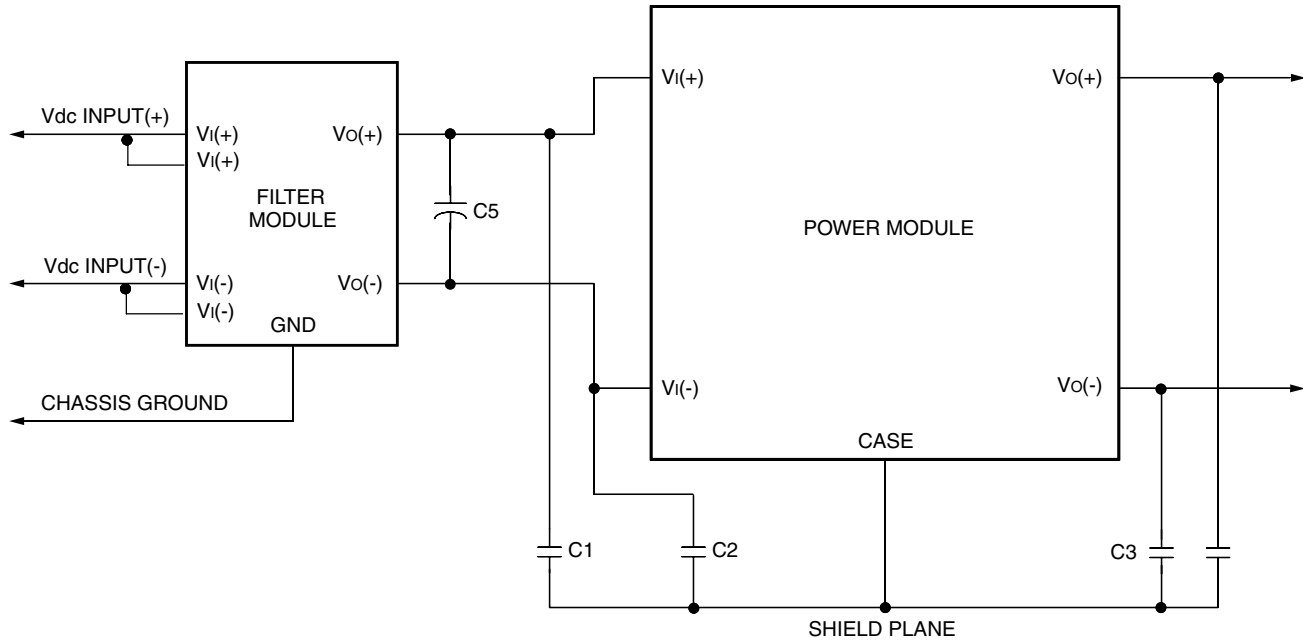 Vdc INPUT(+)
VI(+)
VI(+)
VO(+)
FILTER
MODULE
C5
Vdc INPUT(-)
VI(-)
VI(-)
VO(-)
GND
CHASSIS GROUND
VI(+)
VO(+)
POWER MODULE
VI(-)
VO(-)
CASE
C1
C2
C3
SHIELD PLANE